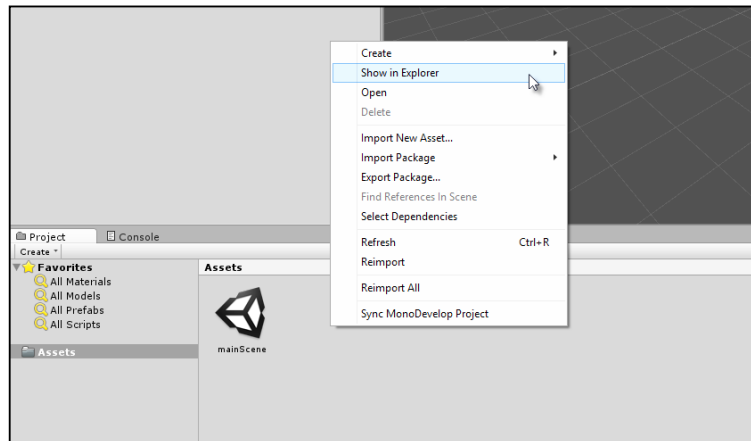 Create
Show in Explorer
Open
Delete
Import New Asset...
Import Package
Export Package...
Find References In Scene
Select Dependencies
Refresh Ctrl+R
Reimport
Reimport All
Sync MonoDevelop Project
Project Console
Create
Favorites
All Materials
All Models
All Prefabs
All Scripts
Assets
Assets
mainScene